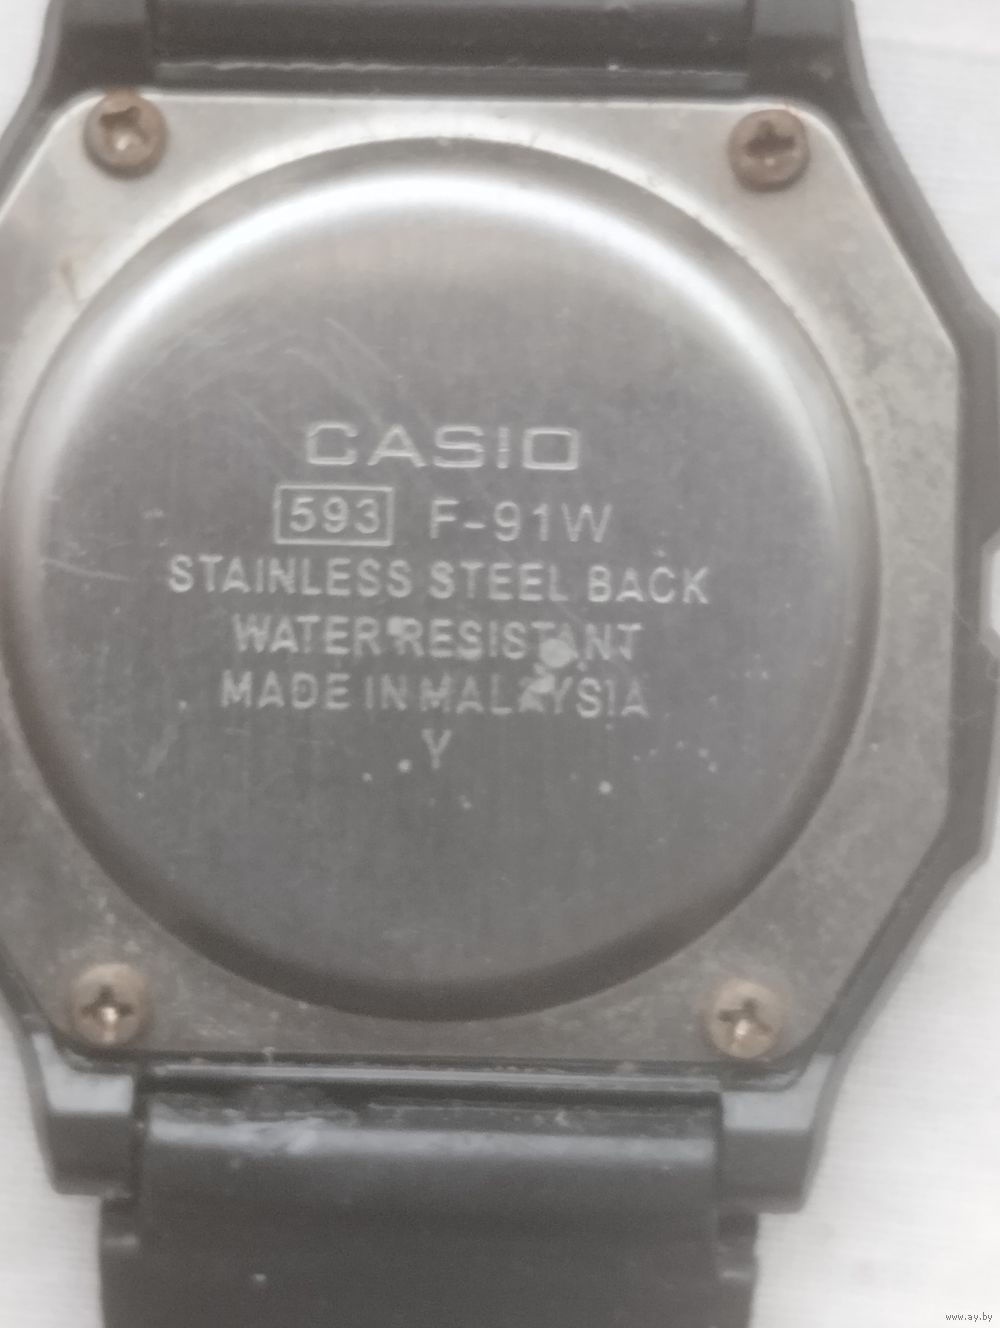 CASIO
593 F-91W
STAINLESS STEEL BACK
WATER RESISTANT
MADE IN MALAYSIA
Y
www.ay.by